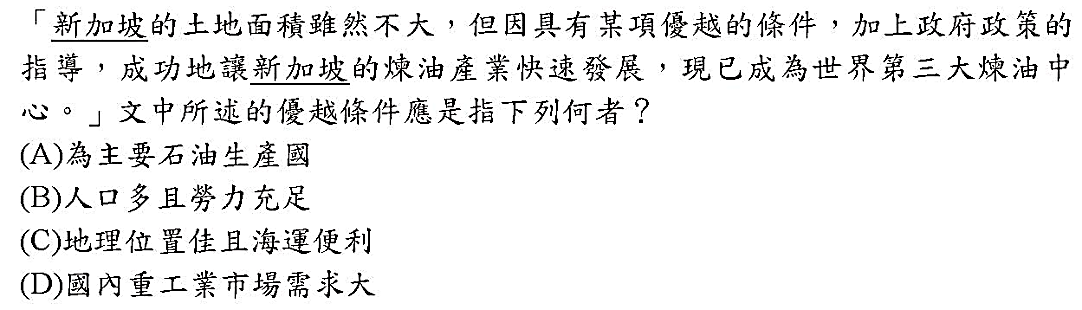 「新加坡的土地面積雖然不大，但因具有某項優越的條件，加上政府政策的
指導，成功地讓新加坡的煉油產業快速發展，現已成為世界第三大煉油中
心。」文中所述的優越條件應是指下列何者？
(A)為主要石油生產國
(B)人口多且勞力充足
(C)地理位置佳且海運便利
(D)國內重工業市場需求大